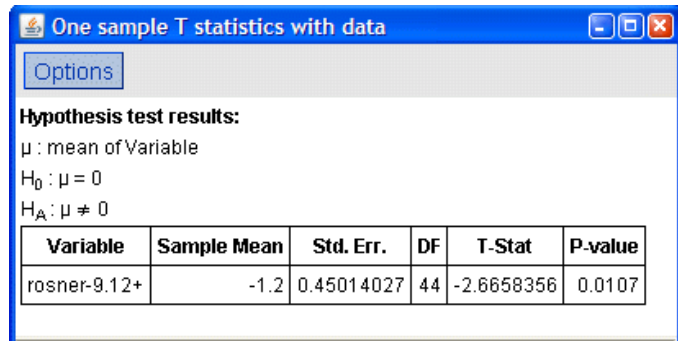 One sample T statistics with data
Options
Hypothesis test results:
μ : mean of Variable
H0 : μ = 0
HA : μ ≠ 0
Variable Sample Mean Std. Err. DF T-Stat P-value
rosner-9.12+ -1.2 0.45014027 44 -2.6658356 0.0107